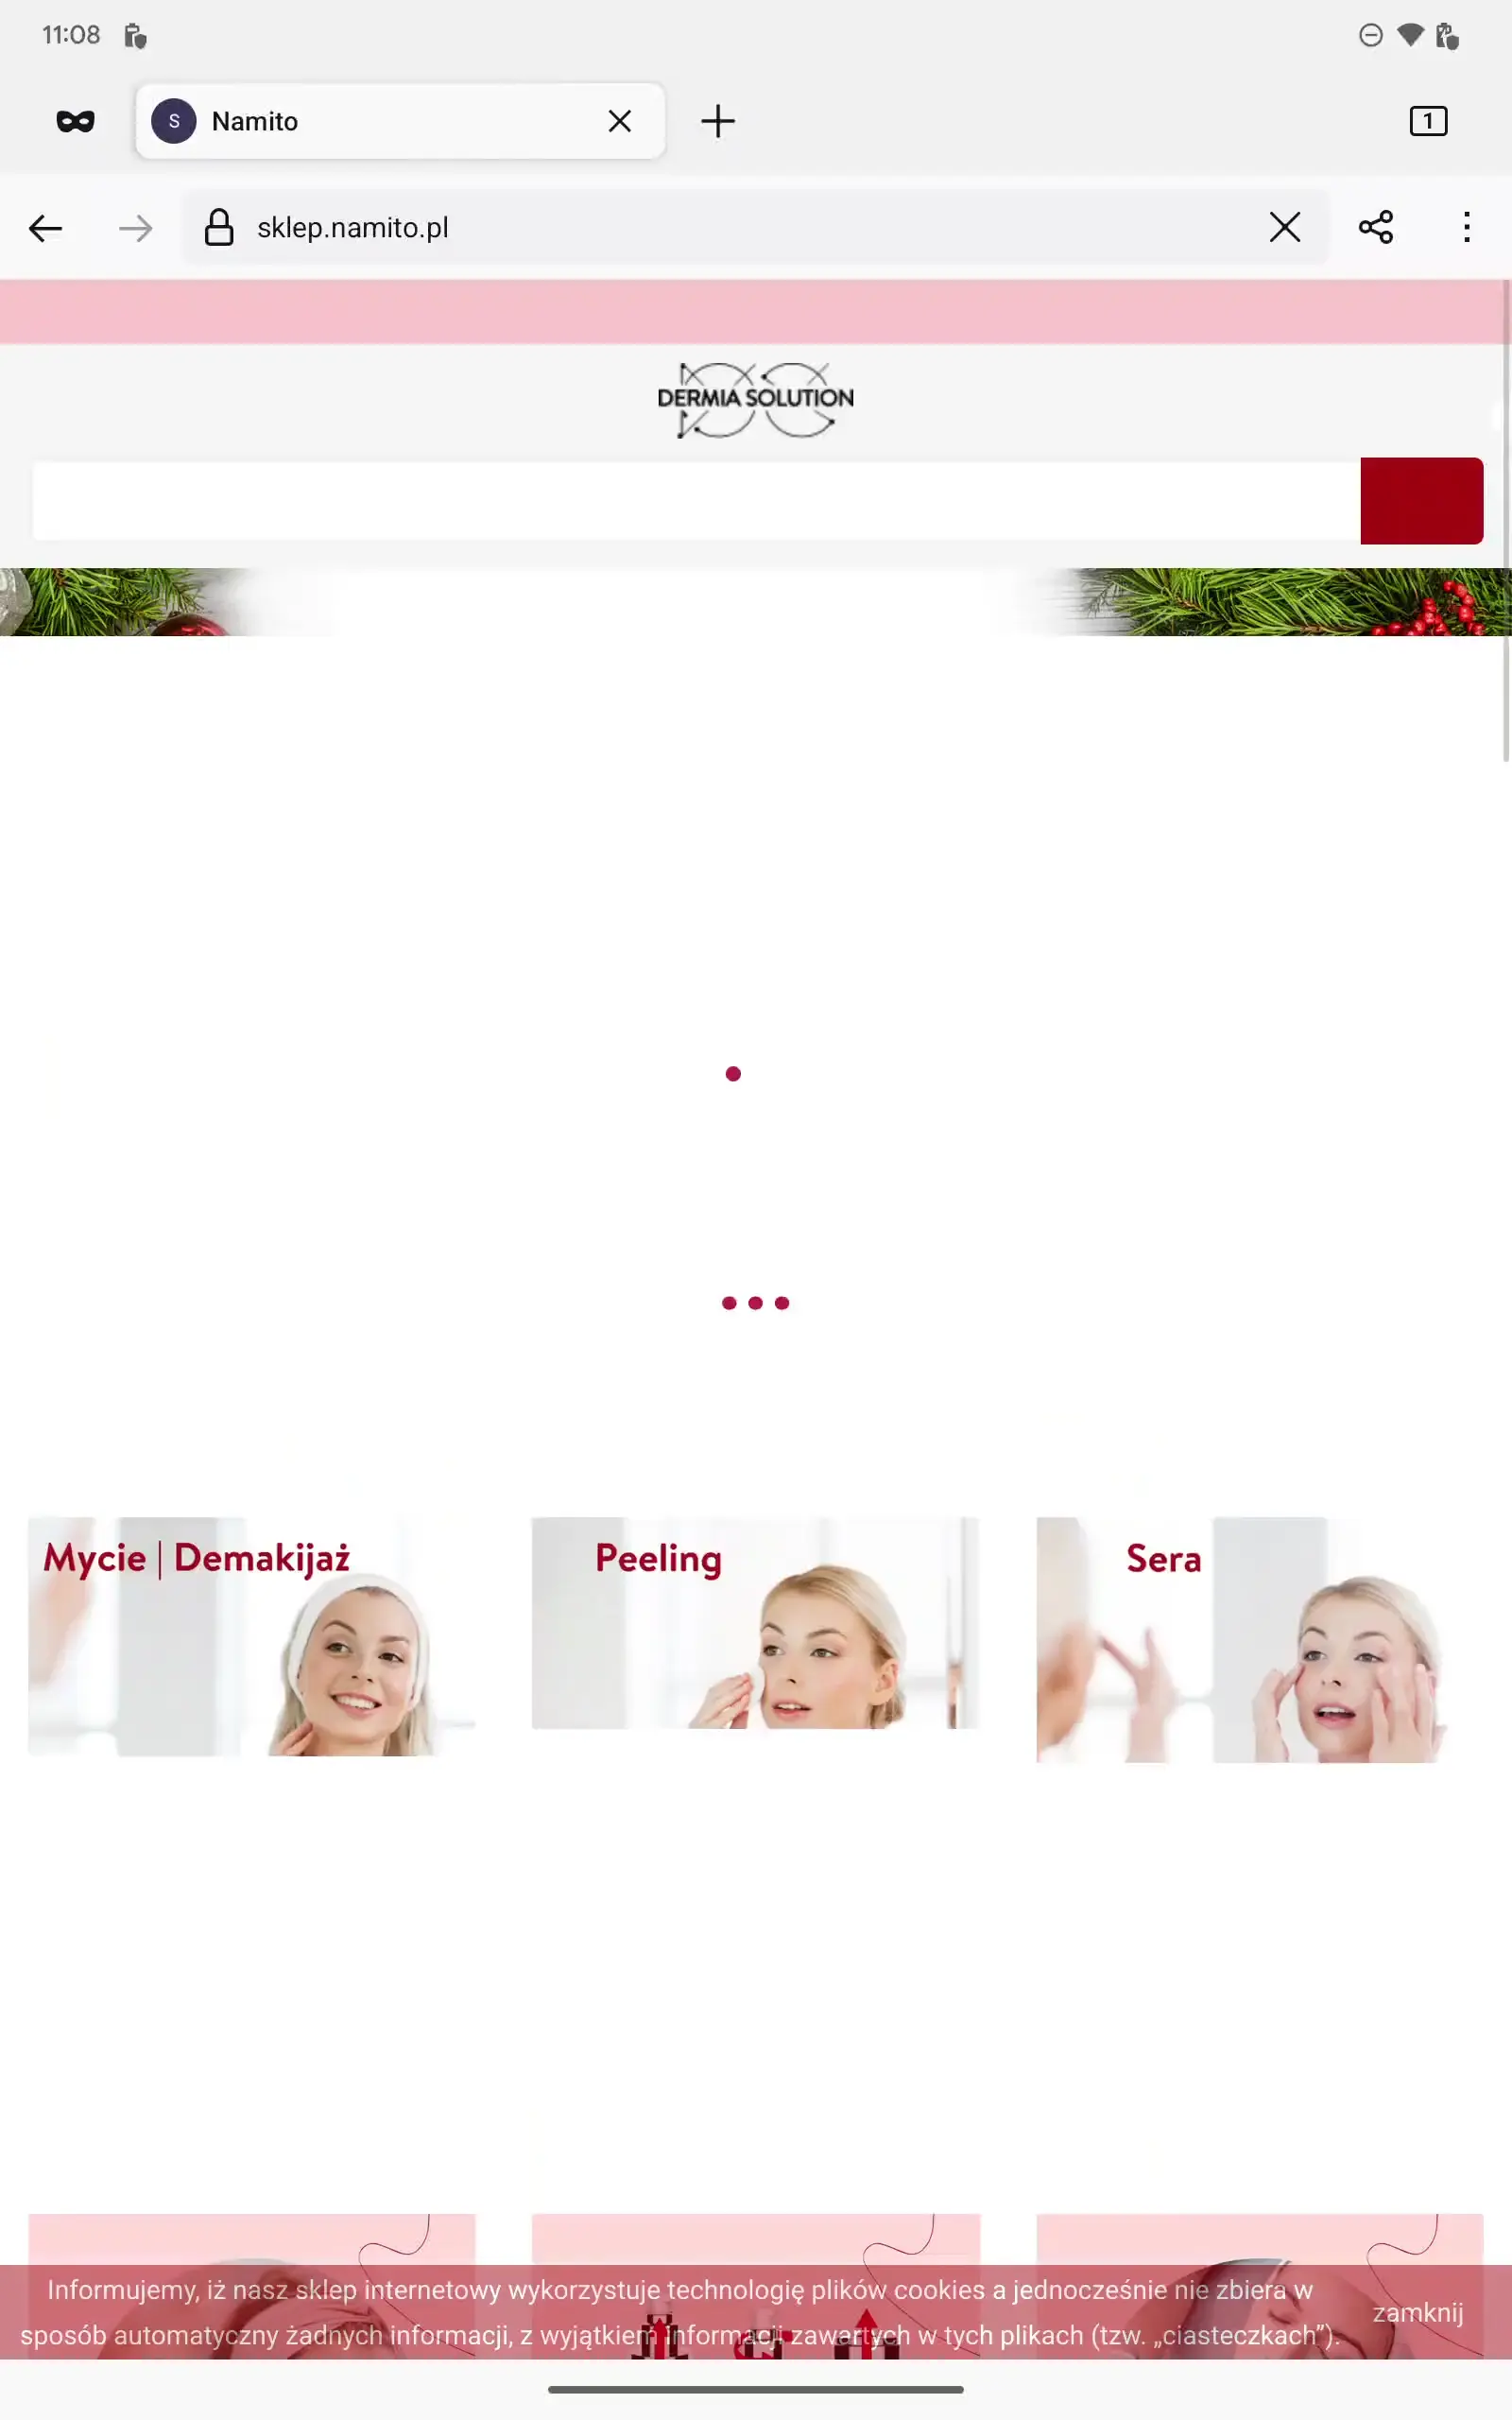 11:08
S Namito
1
sklep.namito.pl
DERMIA SOLUTION
Mycie | Demakijaż
Peeling
Sera
Informujemy, iż nasz sklep internetowy wykorzystuje technologię plików cookies a jednocześnie nie zbiera w
sposób automatyczny żadnych informacji, z wyjątkiem informacji zawartych w tych plikach (tzw. „ciasteczkach”).
zamknij